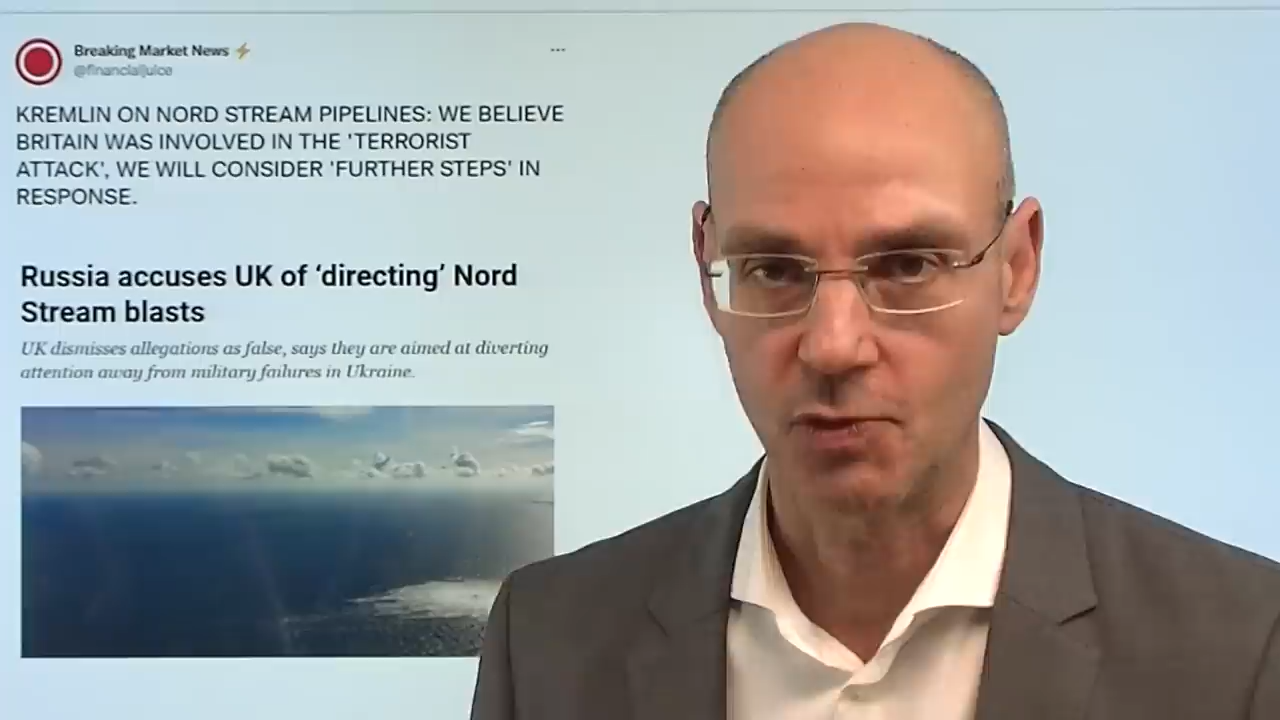 Breaking Market News ⚡
@financialjuice
KREMLIN ON NORD STREAM PIPELINES: WE BELIEVE
BRITAIN WAS INVOLVED IN THE 'TERRORIST
ATTACK', WE WILL CONSIDER 'FURTHER STEPS' IN
RESPONSE.
Russia accuses UK of ‘directing’ Nord
Stream blasts
UK dismisses allegations as false, says they are aimed at diverting
attention away from military failures in Ukraine.